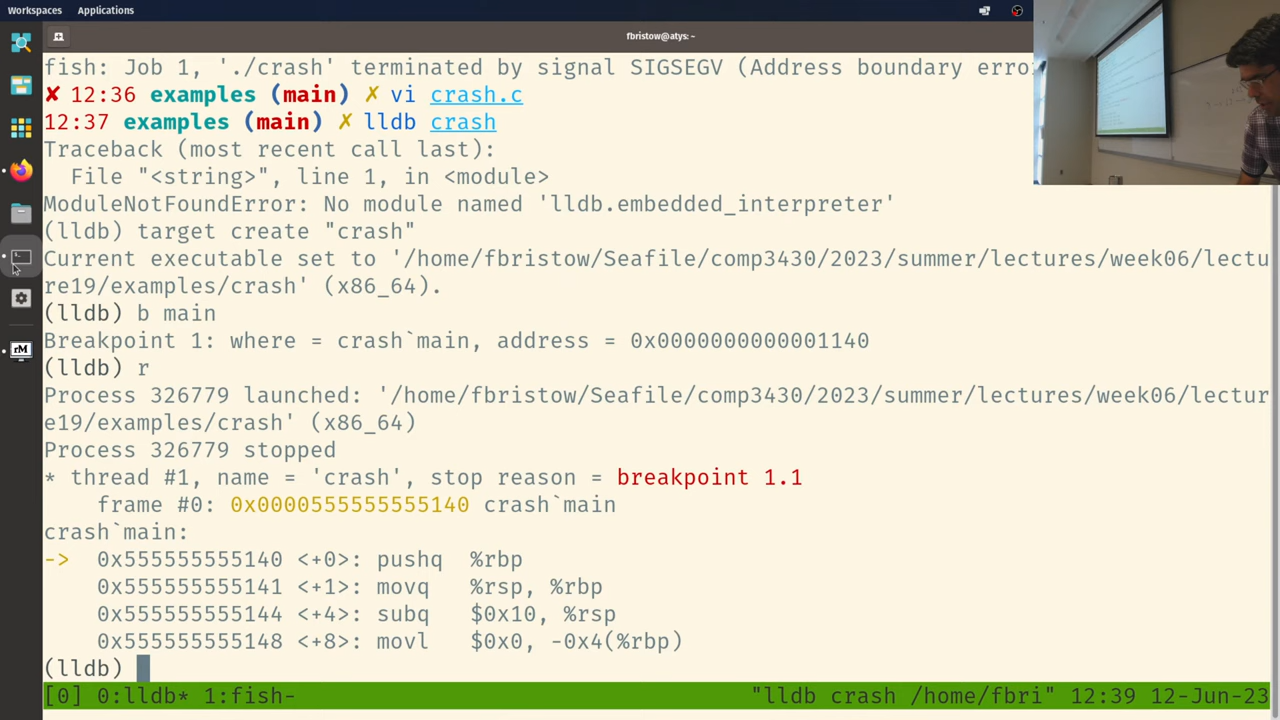 Workspaces Applications
fbristow@atys: ~
fish: Job 1, './crash' terminated by signal SIGSEGV (Address boundary erro
✘ 12:36 examples (main) ✗ vi crash.c
12:37 examples (main) ✗ lldb crash
Traceback (most recent call last):
File "<string>", line 1, in <module>
ModuleNotFoundError: No module named 'lldb.embedded_interpreter'
(lldb) target create "crash"
Current executable set to '/home/fbristow/Seafile/comp3430/2023/summer/lectures/week06/lectu
re19/examples/crash' (x86_64).
(lldb) b main
Breakpoint 1: where = crash`main, address = 0x0000000000001140
(lldb) r
Process 326779 launched: '/home/fbristow/Seafile/comp3430/2023/summer/lectures/week06/lectur
e19/examples/crash' (x86_64)
Process 326779 stopped
* thread #1, name = 'crash', stop reason = breakpoint 1.1
frame #0: 0x0000555555555140 crash`main
crash`main:
-> 0x555555555140 <+0>: pushq %rbp
0x555555555141 <+1>: movq %rsp, %rbp
0x555555555144 <+4>: subq $0x10, %rsp
0x555555555148 <+8>: movl $0x0, -0x4(%rbp)
(lldb)
[0] 0:lldb* 1:fish- "lldb crash /home/fbri" 12:39 12-Jun-23
rM